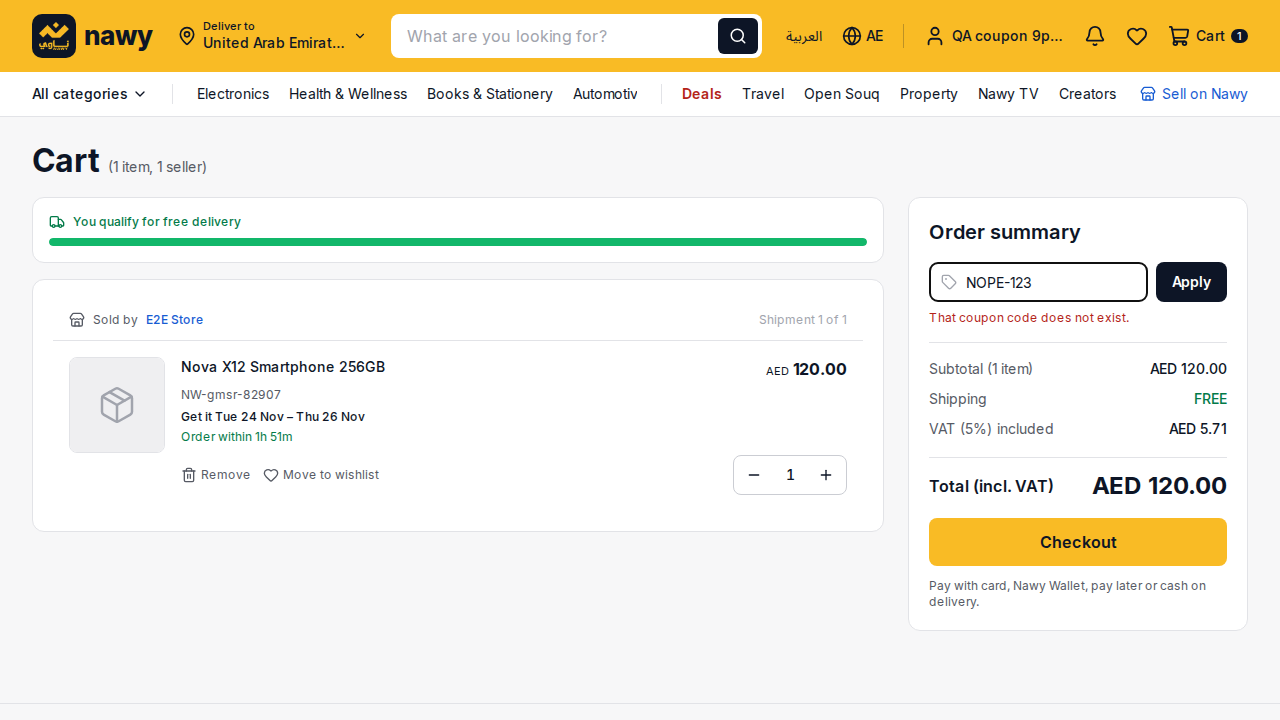 ناوي
NAWY
nawy
Deliver to
United Arab Emirat...
What are you looking for?
العربية
AE
QA coupon 9p...
Cart 1
All categories
Electronics
Health & Wellness
Books & Stationery
Automotiv
Deals
Travel
Open Souq
Property
Nawy TV
Creators
Sell on Nawy
Cart (1 item, 1 seller)
You qualify for free delivery
Sold by E2E Store
Shipment 1 of 1
Nova X12 Smartphone 256GB
AED 120.00
NW-gmsr-82907
Get it Tue 24 Nov – Thu 26 Nov
Order within 1h 51m
Remove
Move to wishlist
− 1 +
Order summary
NOPE-123
Apply
That coupon code does not exist.
Subtotal (1 item) AED 120.00
Shipping FREE
VAT (5%) included AED 5.71
Total (incl. VAT) AED 120.00
Checkout
Pay with card, Nawy Wallet, pay later or cash on
delivery.